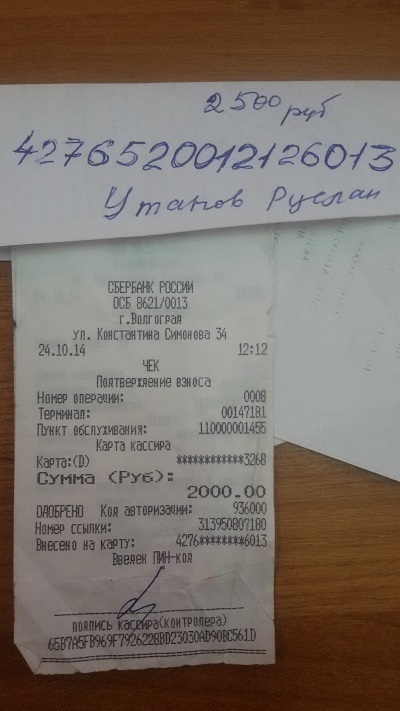 2500 руб
4276520012126013
Утанов Руслан
СБЕРБАНК РОССИИ
ОСБ 8621/0013
г.Волгоград
ул. Константина Симонова 34
24.10.14 12:12
ЧЕК
Подтверждение взноса
Номер операции: 0008
Терминал: 00147181
Пункт обслуживания: 110000001455
Карта кассира
Карта:(D) ************3268
Сумма (Руб):
2000.00
ОДОБРЕНО Код авторизации: 936000
Номер ссылки: 313950807180
Внесено на карту: 4276********6013
Введен ПИН-код
подпись кассира(контролера)
65B7A5FB969F7926228BD23030AD90BC561D